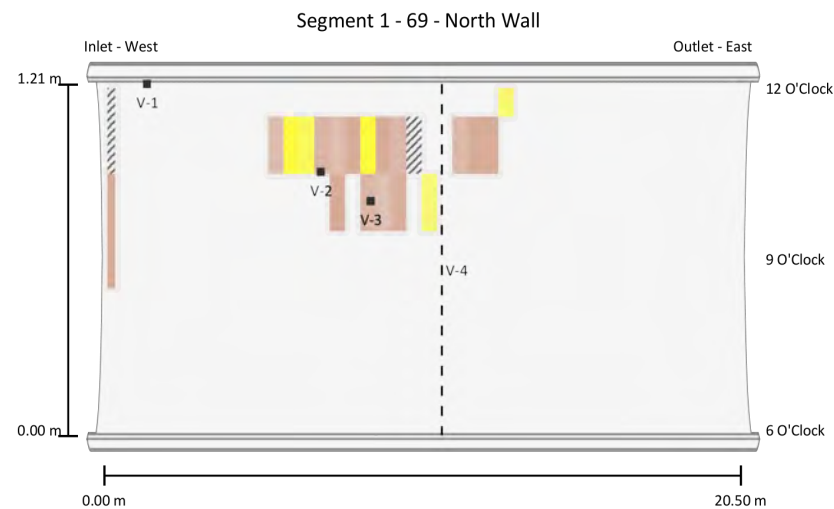 Segment 1 - 69 - North Wall
Inlet - West
Outlet - East
1.21 m
12 O'Clock
V-1
V-2
V-3
9 O'Clock
V-4
0.00 m
6 O'Clock
0.00 m
20.50 m